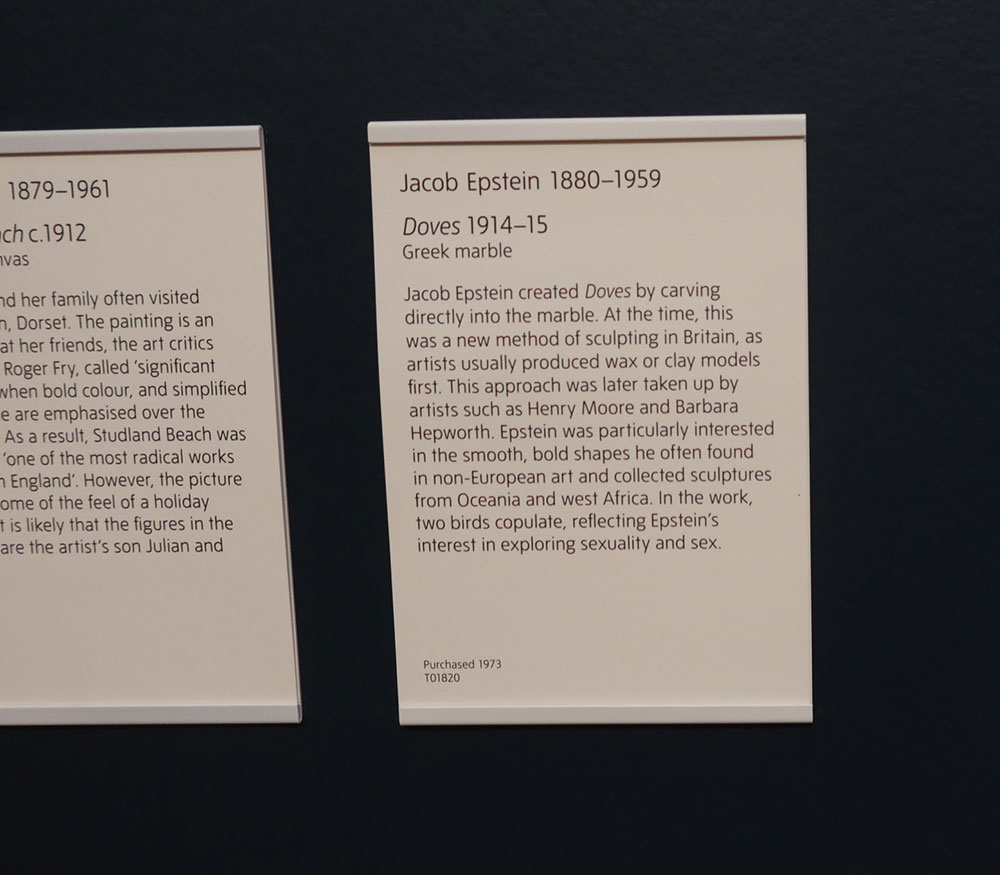 1879–1961
c.1912
her family often visited
Dorset. The painting is an
at her friends, the art critics
Roger Fry, called ‘significant
when bold colour, and simplified
are emphasised over the
As a result, Studland Beach was
‘one of the most radical works
England’. However, the picture
of the feel of a holiday
is likely that the figures in the
are the artist’s son Julian and
Jacob Epstein 1880–1959
Doves 1914–15
Greek marble
Jacob Epstein created Doves by carving
directly into the marble. At the time, this
was a new method of sculpting in Britain, as
artists usually produced wax or clay models
first. This approach was later taken up by
artists such as Henry Moore and Barbara
Hepworth. Epstein was particularly interested
in the smooth, bold shapes he often found
in non-European art and collected sculptures
from Oceania and west Africa. In the work,
two birds copulate, reflecting Epstein’s
interest in exploring sexuality and sex.
Purchased 1973
T01820